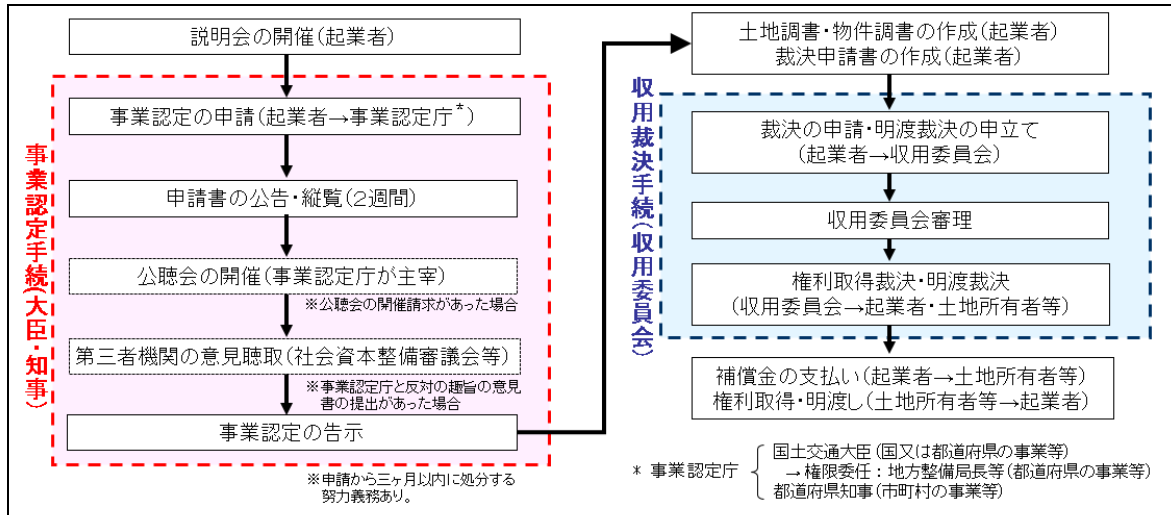 説明会の開催(起業者)
事業認定手続(大臣・知事)
事業認定の申請(起業者→事業認定庁*)
申請書の公告・縦覧(2週間)
公聴会の開催(事業認定庁が主宰)
※公聴会の開催請求があった場合
第三者機関の意見聴取(社会資本整備審議会等)
※事業認定庁と反対の趣旨の意見
書の提出があった場合
事業認定の告示
※申請から三ヶ月以内に処分する
努力義務あり。
土地調書・物件調書の作成(起業者)
裁決申請書の作成(起業者)
収用裁決手続(収用委員会)
裁決の申請・明渡裁決の申立て
(起業者→収用委員会)
収用委員会審理
権利取得裁決・明渡裁決
(収用委員会→起業者・土地所有者等)
補償金の支払い(起業者→土地所有者等)
権利取得・明渡し(土地所有者等→起業者)
* 事業認定庁
国土交通大臣(国又は都道府県の事業等)
→権限委任:地方整備局長等(都道府県の事業等)
都道府県知事(市町村の事業等)